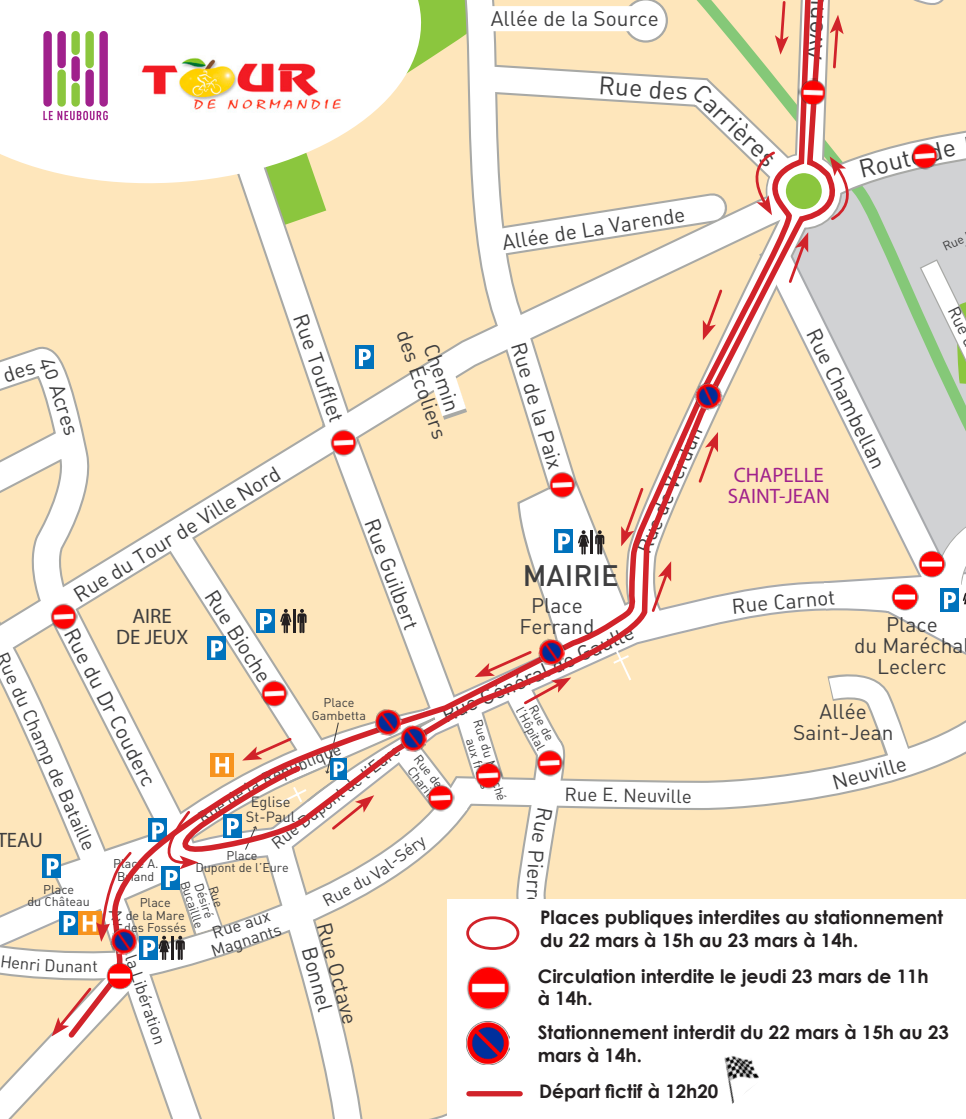 LE NEUBOURG
TOUR
DE NORMANDIE
Allée de la Source
Rue des Carrières
Route de
Rue
Allée de La Varende
Rue Toufflet
P
Chemin
des Écoliers
Rue de la Paix
Rue Chambellan
des 40 Acres
Rue de Verdun
CHAPELLE
SAINT-JEAN
Rue du Tour de Ville Nord
Rue Guilbert
P
MAIRIE
Place
Ferrand
Rue Carnot
P
Place
du Maréchal
Leclerc
AIRE
DE JEUX
Rue Bioche
P
P
Rue du Dr Couderc
Rue du Champ de Bataille
Rue Général de Gaulle
Place
Gambetta
Rue de
l'Hôpital
Allée
Saint-Jean
H
Rue de la République
P
Rue Dupont de l'Eure
Rue E. Neuville
Neuville
Eglise
St-Paul
P
P
Place
Dupont de l'Eure
TEAU
P
Place A.
Briand
P
Rue
Désiré
Bucaille
Rue du Val-Séry
Rue Pierre
Place
du Château
P H
Place
de la Mare
des Fossés
P
Rue aux
Magnants
Henri Dunant
la Libération
Rue Octave
Bonnel
Places publiques interdites au stationnement
du 22 mars à 15h au 23 mars à 14h.
Circulation interdite le jeudi 23 mars de 11h
à 14h.
Stationnement interdit du 22 mars à 15h au 23
mars à 14h.
Départ fictif à 12h20